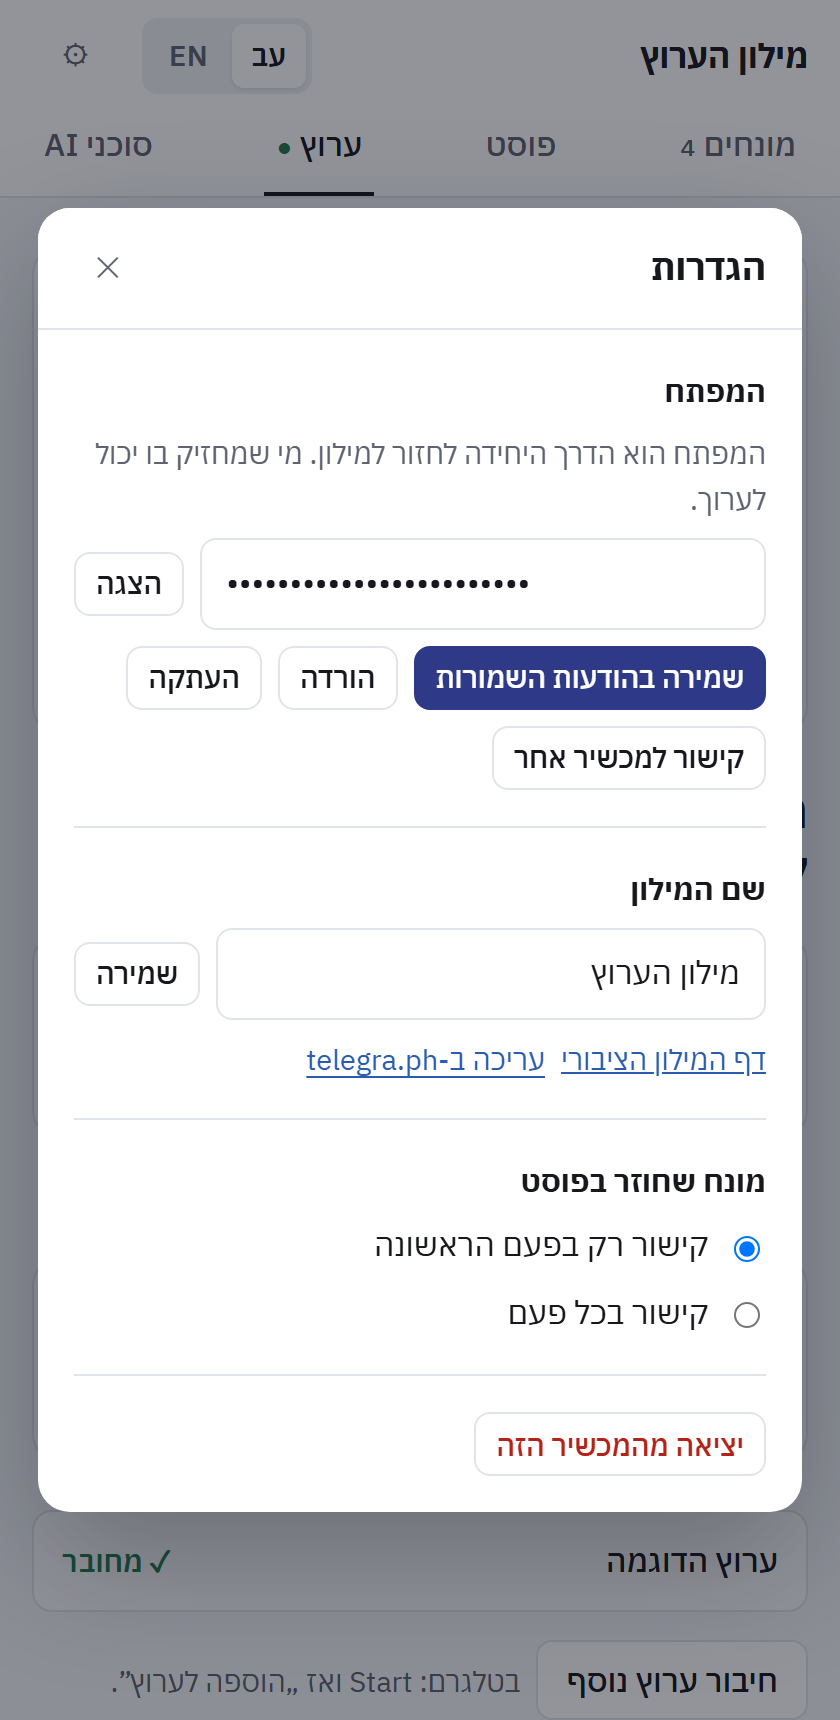 מילון הערוץ
עב EN
מונחים 4
פוסט
ערוץ
סוכני AI
הגדרות
המפתח
המפתח הוא הדרך היחידה לחזור למילון. מי שמחזיק בו יכול
לערוך.
•••••••••••••••••••••••• הצגה
שמירה בהודעות השמורות הורדה העתקה
קישור למכשיר אחר
שם המילון
מילון הערוץ שמירה
דף המילון הציבורי עריכה ב-telegra.ph
מונח שחוזר בפוסט
קישור רק בפעם הראשונה
קישור בכל פעם
יציאה מהמכשיר הזה
ערוץ הדוגמה ✓ מחובר
חיבור ערוץ נוסף בטלגרם: Start ואז „הוספה לערוץ”.